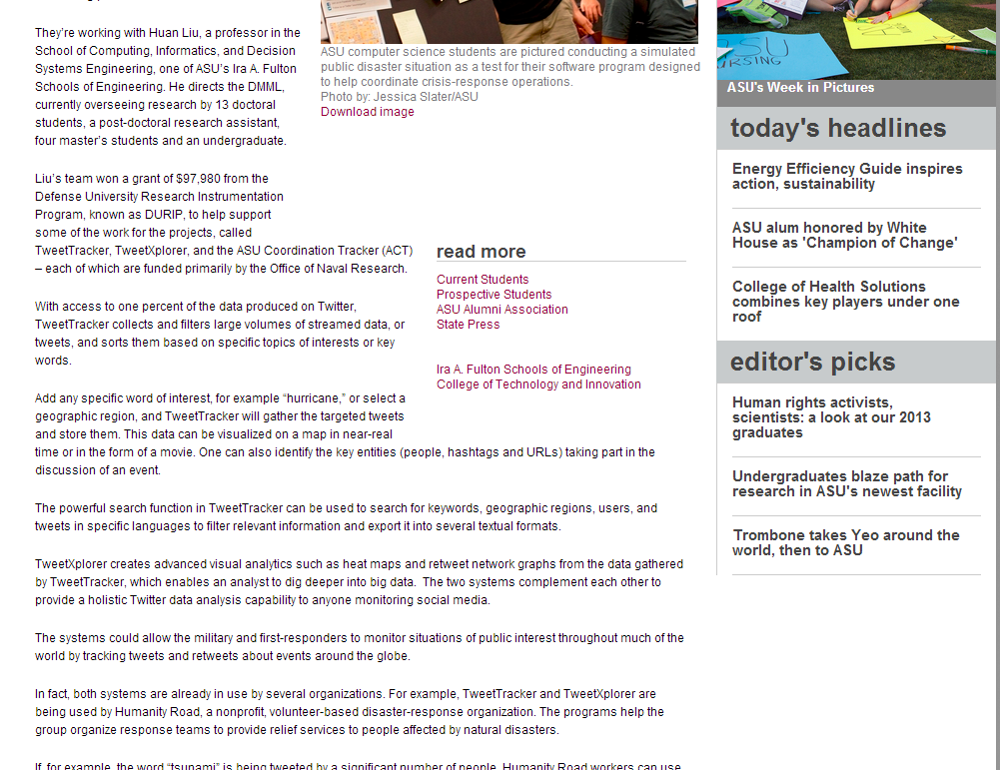 They’re working with Huan Liu, a professor in the
School of Computing, Informatics, and Decision
Systems Engineering, one of ASU’s Ira A. Fulton
Schools of Engineering. He directs the DMML,
currently overseeing research by 13 doctoral
students, a post-doctoral research assistant,
four master’s students and an undergraduate.
Liu’s team won a grant of $97,980 from the
Defense University Research Instrumentation
Program, known as DURIP, to help support
some of the work for the projects, called
TweetTracker, TweetXplorer, and the ASU Coordination Tracker (ACT)
– each of which are funded primarily by the Office of Naval Research.
With access to one percent of the data produced on Twitter,
TweetTracker collects and filters large volumes of streamed data, or
tweets, and sorts them based on specific topics of interests or key
words.
Add any specific word of interest, for example “hurricane,” or select a
geographic region, and TweetTracker will gather the targeted tweets
and store them. This data can be visualized on a map in near-real
time or in the form of a movie. One can also identify the key entities (people, hashtags and URLs) taking part in the
discussion of an event.
The powerful search function in TweetTracker can be used to search for keywords, geographic regions, users, and
tweets in specific languages to filter relevant information and export it into several textual formats.
TweetXplorer creates advanced visual analytics such as heat maps and retweet network graphs from the data gathered
by TweetTracker, which enables an analyst to dig deeper into big data.  The two systems complement each other to
provide a holistic Twitter data analysis capability to anyone monitoring social media.
The systems could allow the military and first-responders to monitor situations of public interest throughout much of the
world by tracking tweets and retweets about events around the globe.
In fact, both systems are already in use by several organizations. For example, TweetTracker and TweetXplorer are
being used by Humanity Road, a nonprofit, volunteer-based disaster-response organization. The programs help the
group organize response teams to provide relief services to people affected by natural disasters.
If, for example, the word “tsunami” is being tweeted by a significant number of people, Humanity Road workers can use
ASU computer science students are pictured conducting a simulated
public disaster situation as a test for their software program designed
to help coordinate crisis-response operations.
Photo by: Jessica Slater/ASU
Download image
read more
Current Students
Prospective Students
ASU Alumni Association
State Press
Ira A. Fulton Schools of Engineering
College of Technology and Innovation
ASU
NURSING
ASU's Week in Pictures
today's headlines
Energy Efficiency Guide inspires
action, sustainability
ASU alum honored by White
House as 'Champion of Change'
College of Health Solutions
combines key players under one
roof
editor's picks
Human rights activists,
scientists: a look at our 2013
graduates
Undergraduates blaze path for
research in ASU's newest facility
Trombone takes Yeo around the
world, then to ASU